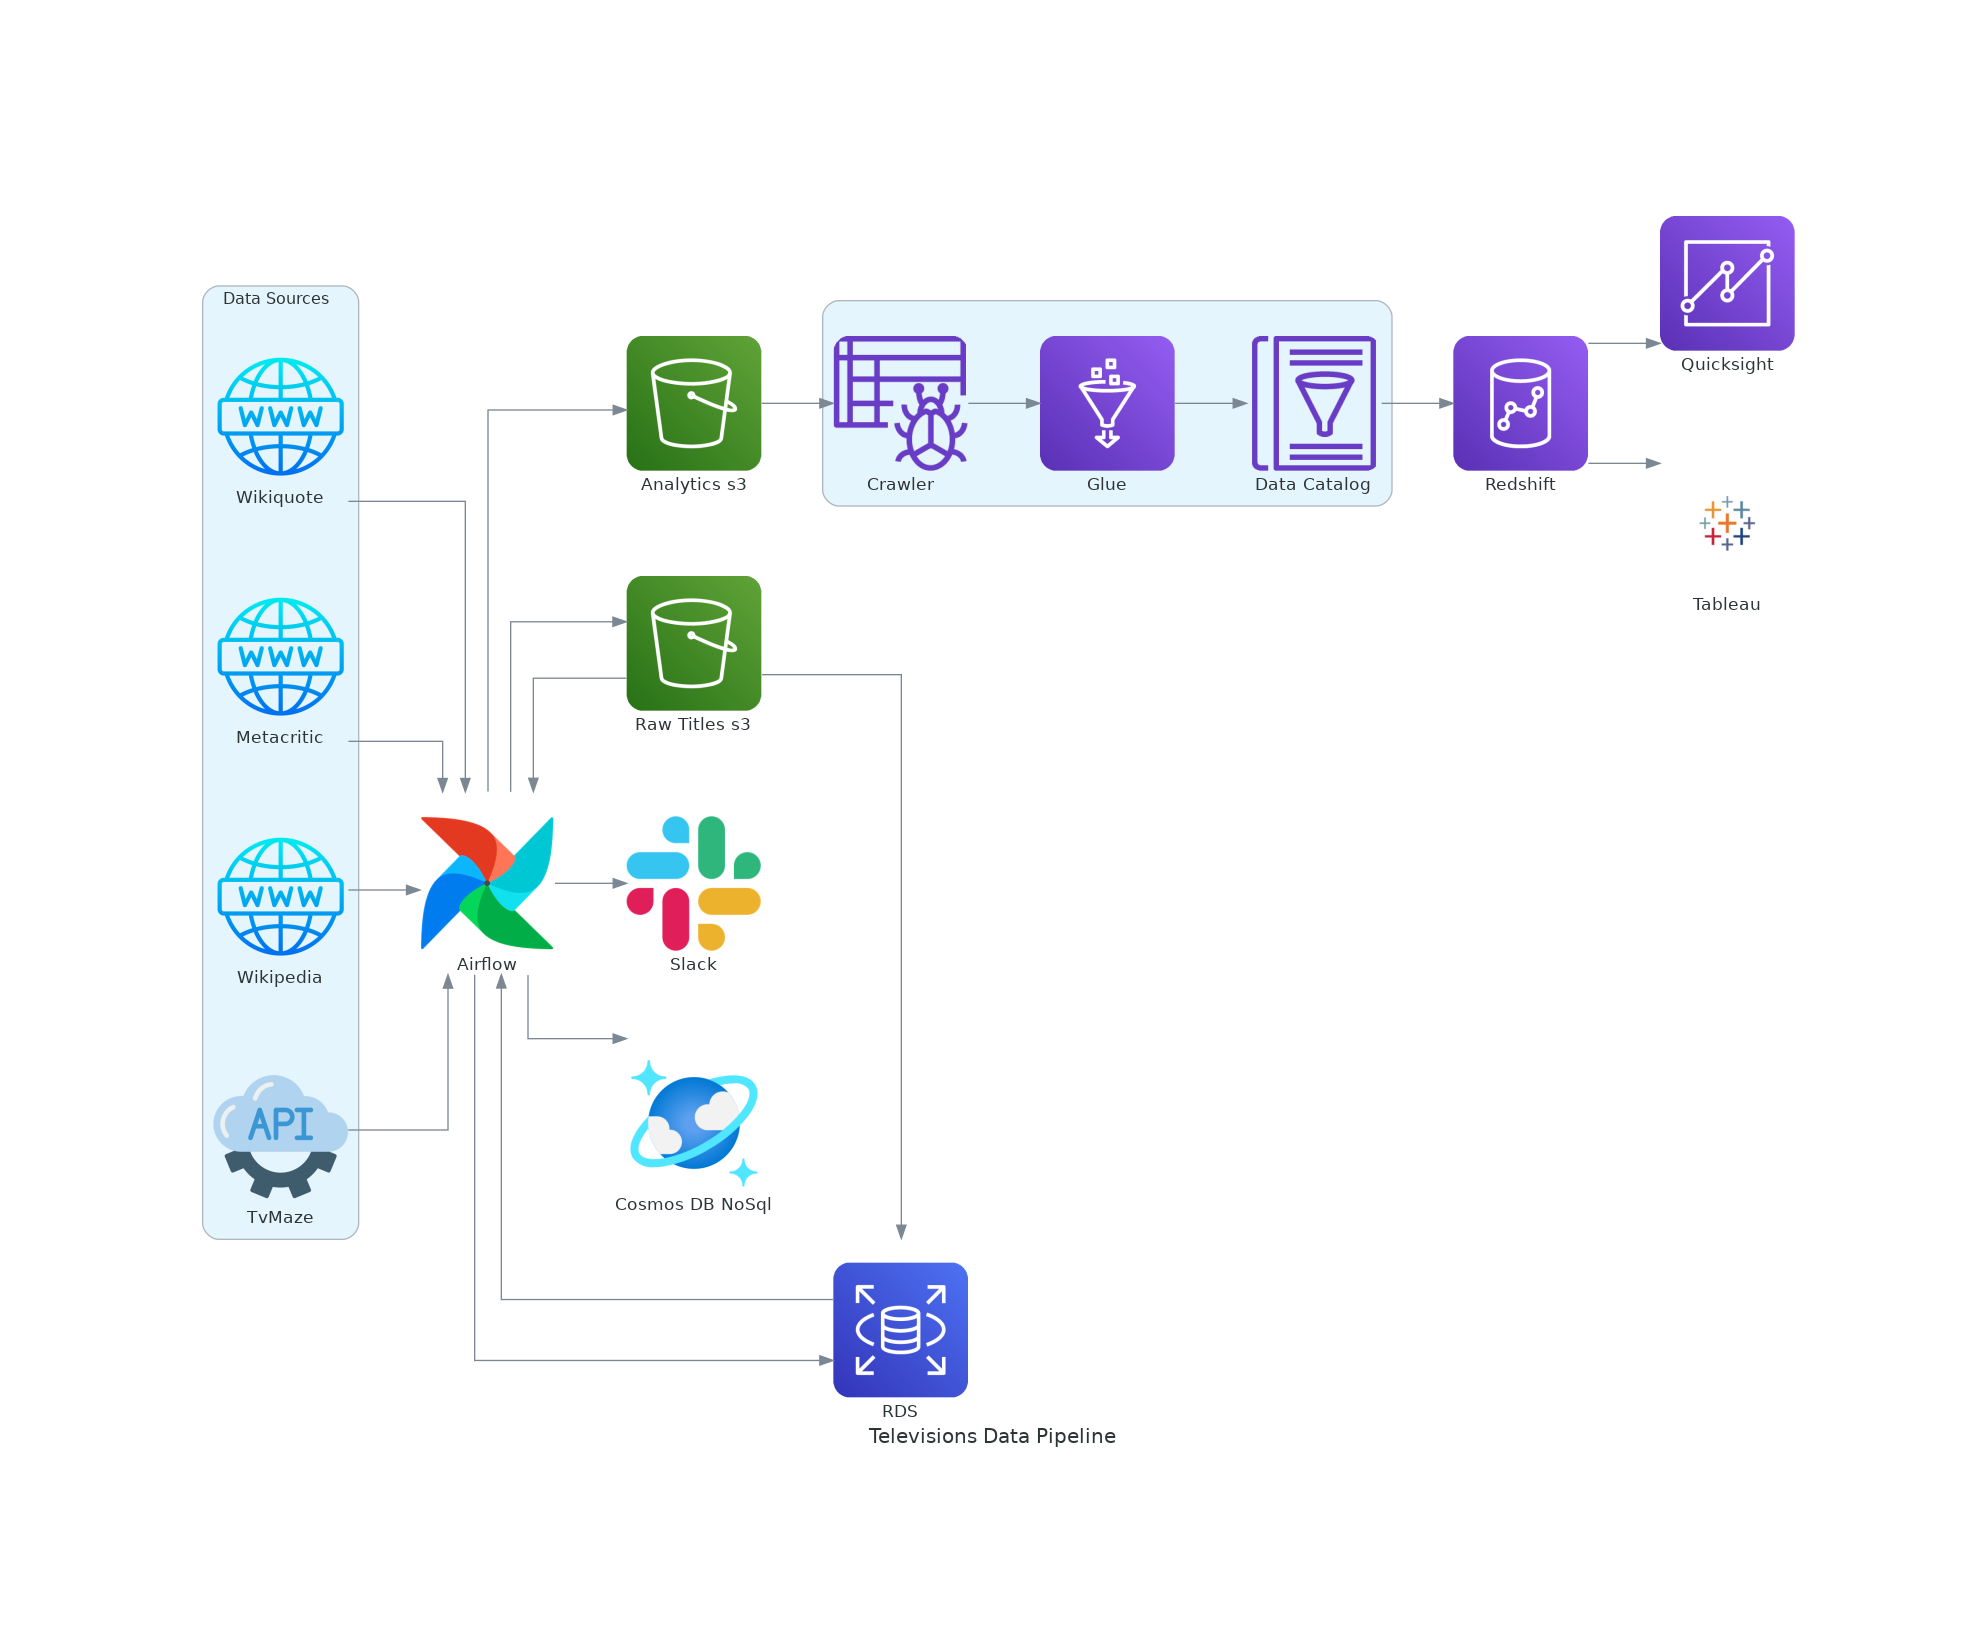 Data Sources
WWW
Wikiquote
WWW
Metacritic
WWW
Wikipedia
API
TvMaze
Airflow
Analytics s3
Raw Titles s3
Slack
Cosmos DB NoSql
Crawler
Glue
Data Catalog
Redshift
Quicksight
Tableau
RDS
Televisions Data Pipeline